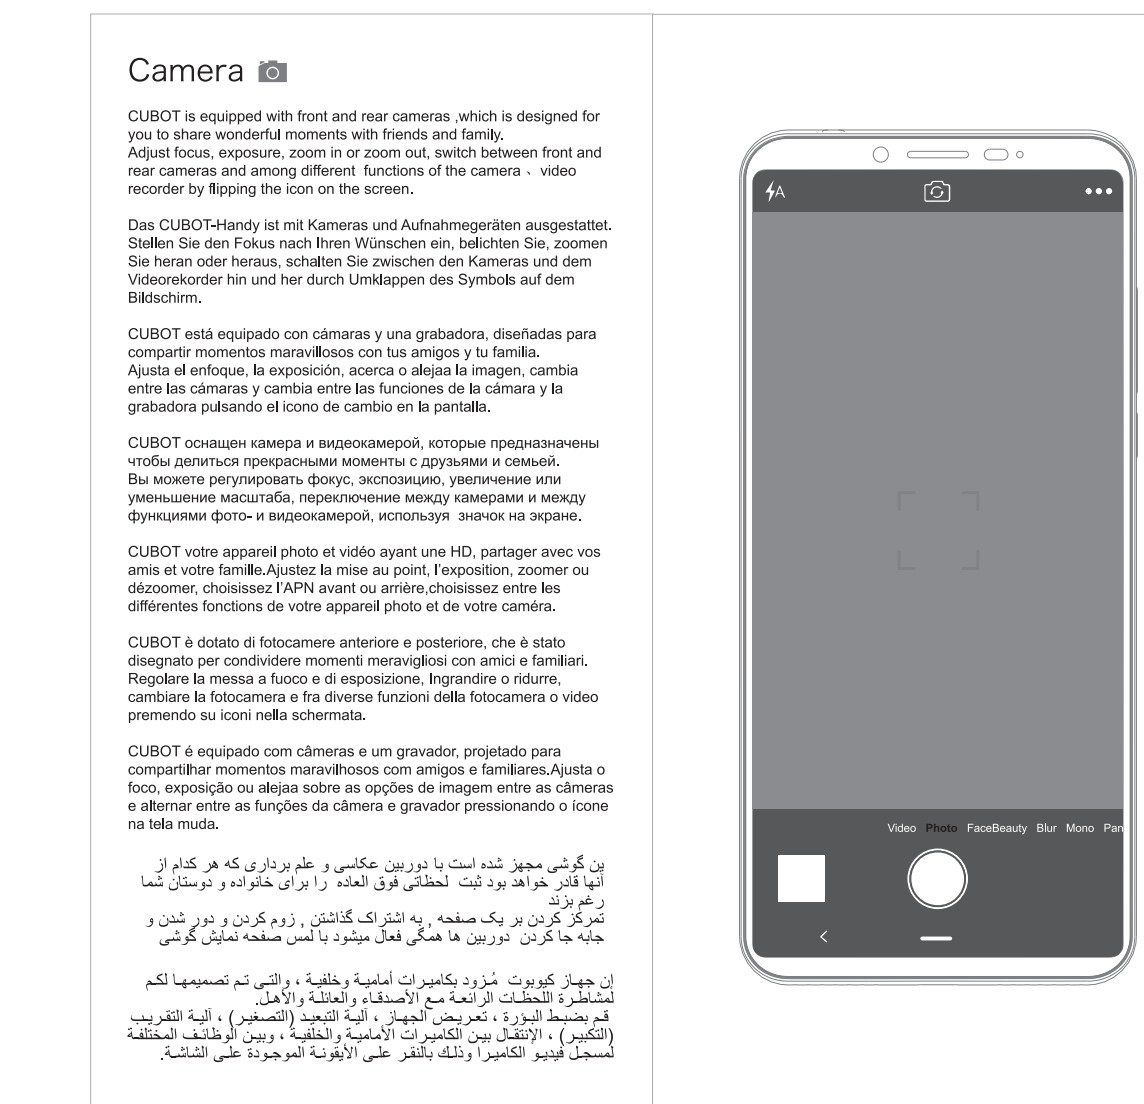 Camera
CUBOT is equipped with front and rear cameras ,which is designed for
you to share wonderful moments with friends and family.
Adjust focus, exposure, zoom in or zoom out, switch between front and
rear cameras and among different functions of the camera 、video
recorder by flipping the icon on the screen.
Das CUBOT-Handy ist mit Kameras und Aufnahmegeräten ausgestattet.
Stellen Sie den Fokus nach Ihren Wünschen ein, belichten Sie, zoomen
Sie heran oder heraus, schalten Sie zwischen den Kameras und dem
Videorekorder hin und her durch Umklappen des Symbols auf dem
Bildschirm.
CUBOT está equipado con cámaras y una grabadora, diseñadas para
compartir momentos maravillosos con tus amigos y tu familia.
Ajusta el enfoque, la exposición, acerca o alejaa la imagen, cambia
entre las cámaras y cambia entre las funciones de la cámara y la
grabadora pulsando el icono de cambio en la pantalla.
CUBOT оснащен камера и видеокамерой, которые предназначены
чтобы делиться прекрасными моменты с друзьями и семьей.
Вы можете регулировать фокус, экспозицию, увеличение или
уменьшение масштаба, переключение между камерами и между
функциями фото- и видеокамерой, используя значок на экране.
CUBOT votre appareil photo et vidéo ayant une HD, partager avec vos
amis et votre famille.Ajustez la mise au point, l'exposition, zoomer ou
dézoomer, choisissez l'APN avant ou arrière,choisissez entre les
différentes fonctions de votre appareil photo et de votre caméra.
CUBOT è dotato di fotocamere anteriore e posteriore, che è stato
disegnato per condividere momenti meravigliosi con amici e familiari.
Regolare la messa a fuoco e di esposizione, Ingrandire o ridurre,
cambiare la fotocamera e fra diverse funzioni della fotocamera o video
premendo su iconi nella schermata.
CUBOT é equipado com câmeras e um gravador, projetado para
compartilhar momentos maravilhosos com amigos e familiares.Ajusta o
foco, exposição ou alejaa sobre as opções de imagem entre as câmeras
e alternar entre as funções da câmera e gravador pressionando o ícone
na tela muda.
ین گوشی مجهز شده است با دوربین عکاسی و علم برداری که هر کدام از
آنها قادر خواهد بود ثبت لحظاتی فوق العاده را برای خانواده و دوستان شما
رغم بزند
تمرکز کردن بر یک صفحه , به اشتراک گذاشتن , زوم کردن و دور شدن و
جابه جا کردن دوربین ها همگی فعال میشود با لمس صفحه نمایش گوشی
إن جهاز كيوبوت مُزود بكاميرات أمامية وخلفية ، والتي تم تصميمها لكم
لمشاطرة اللحظات الرائعة مع الأصدقاء والعائلة والأهل.
قم بضبط البؤرة ، تعريض الجهاز ، آلية التبعيد (التصغير) ، آلية التقريب
(التكبير) ، الإنتقال بين الكاميرات الأمامية والخلفية ، وبين الوظائف المختلفة
لمسجل فيديو الكاميرا وذلك بالنقر على الأيقونة الموجودة على الشاشة.
A
Video Photo FaceBeauty Blur Mono Pan